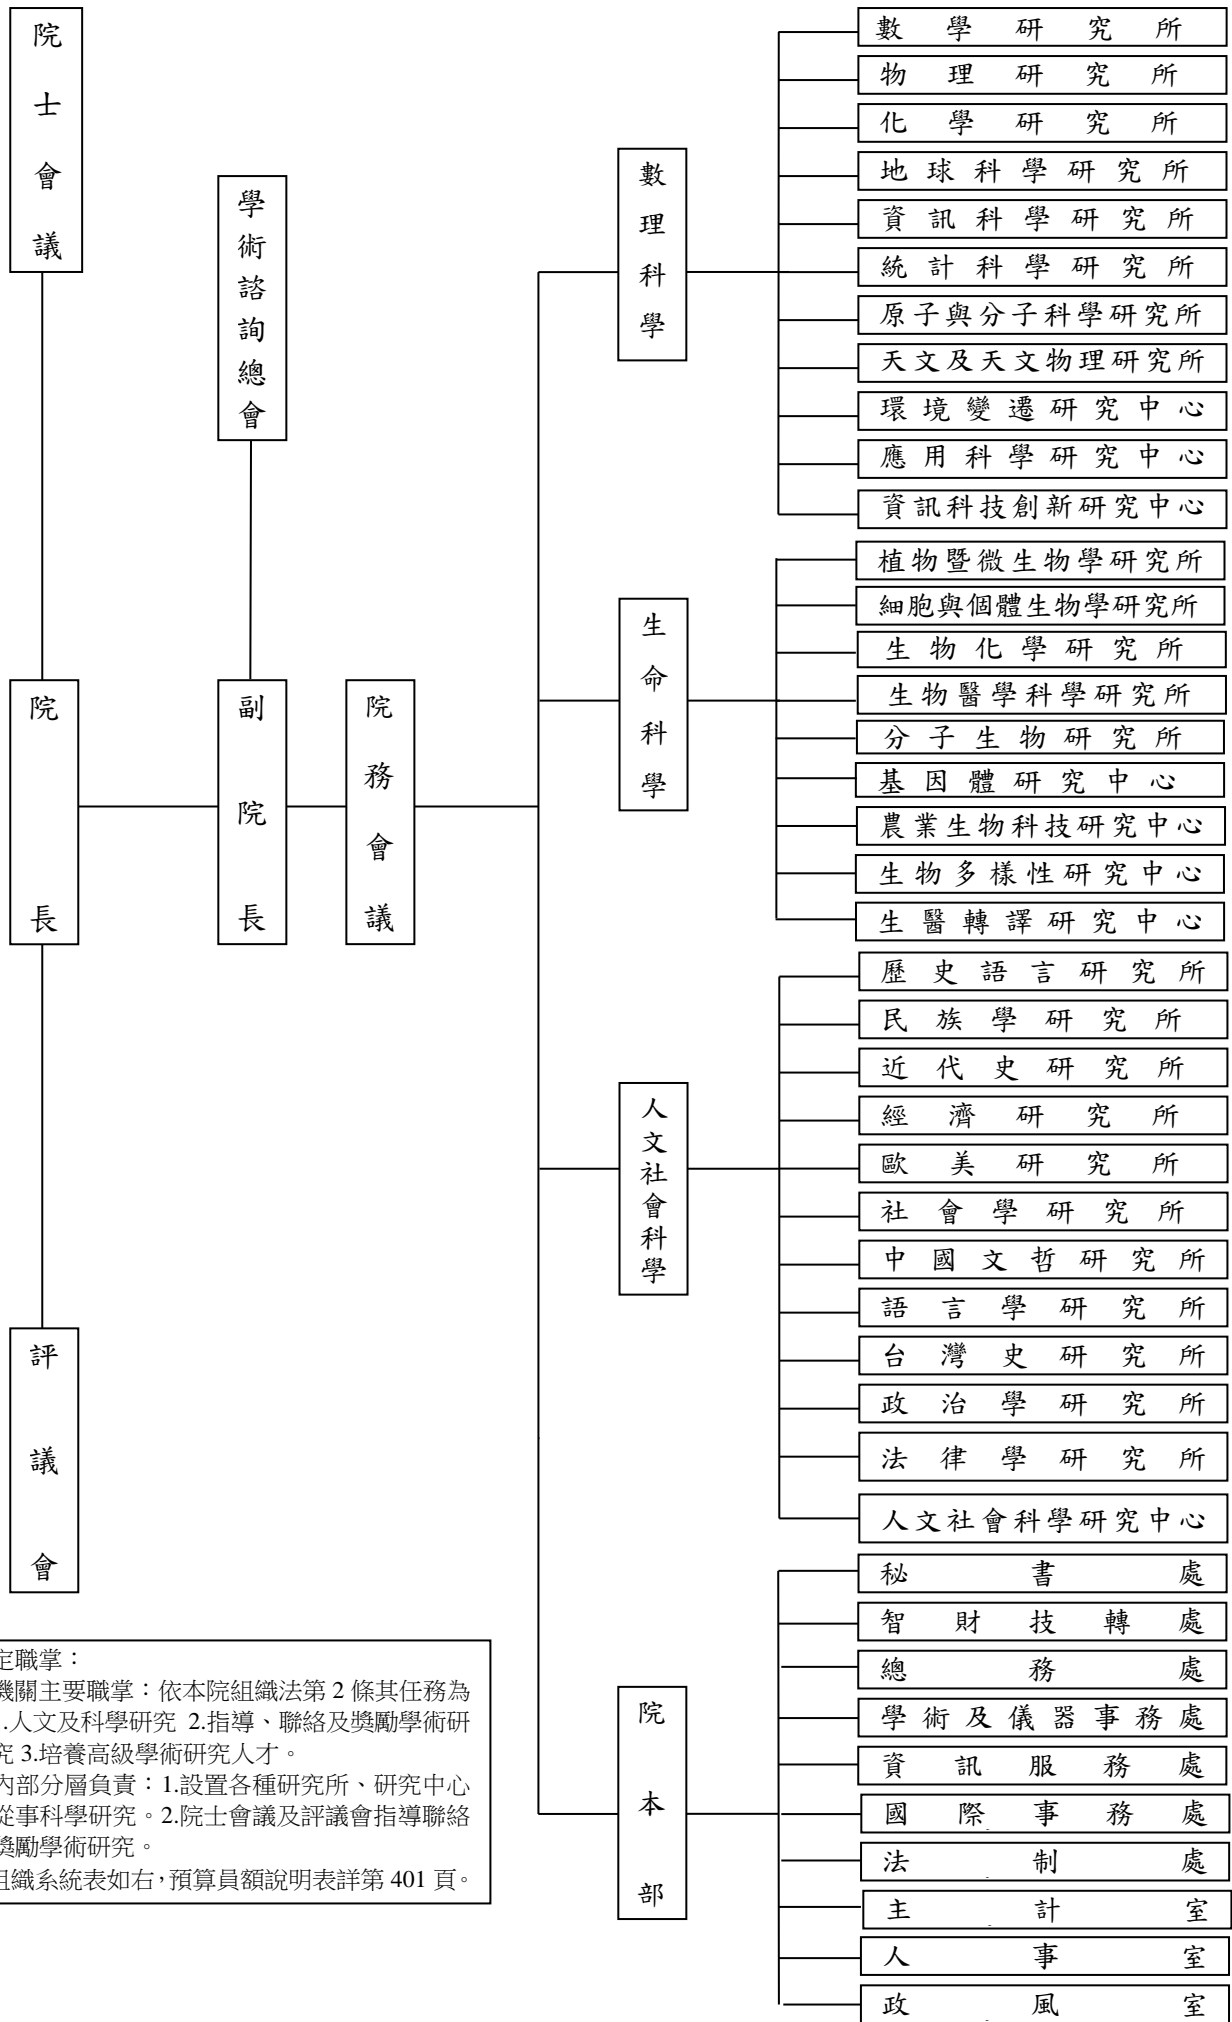 院士會議
學術諮詢總會
院長
副院長
院務會議
評議會
數理科學
數學研究所
物理研究所
化學研究所
地球科學研究所
資訊科學研究所
統計科學研究所
原子與分子科學研究所
天文及天文物理研究所
環境變遷研究中心
應用科學研究中心
資訊科技創新研究中心
生命科學
植物暨微生物學研究所
細胞與個體生物學研究所
生物化學研究所
生物醫學科學研究所
分子生物研究所
基因體研究中心
農業生物科技研究中心
生物多樣性研究中心
生醫轉譯研究中心
人文社會科學
歷史語言研究所
民族學研究所
近代史研究所
經濟研究所
歐美研究所
社會學研究所
中國文哲研究所
語言學研究所
台灣史研究所
政治學研究所
法律學研究所
人文社會科學研究中心
院本部
秘書處
智財技轉處
總務處
學術及儀器事務處
資訊服務處
國際事務處
法制處
主計室
人事室
政風室
定職掌：
機關主要職掌：依本院組織法第 2 條其任務為
.人文及科學研究 2.指導、聯絡及獎勵學術研
究 3.培養高級學術研究人才。
內部分層負責：1.設置各種研究所、研究中心
從事科學研究。2.院士會議及評議會指導聯絡
獎勵學術研究。
組織系統表如右，預算員額說明表詳第 401 頁。